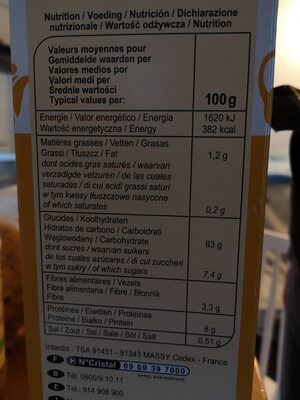 Nutrition / Voeding / Nutrición / Dichiarazione
nutrizionale / Wartość odżywcza / Nutrition
Valeurs moyennes pour
Gemiddelde waarden per
Valores medios por
Valori medi per
Średnie wartości
Typical values per:
100 g
Energie / Valor energético / Energia 1620 kJ
Wartość energetyczna / Energy 382 kcal
Matières grasses / Vetten / Grasas
Grassi / Tłuszcz / Fat 1,2 g
dont acides gras saturés / waarvan
verzadigde vetzuren / de las cuales
saturadas / di cui acidi grassi saturi
w tym kwasy tłuszczowe nasycone
of which saturates 0,2 g
Glucides / Koolhydraten
Hidratos de carbono / Carboidrati
Węglowodany / Carbohydrate 83 g
dont sucres / waarvan suikers
de los cuales azúcares / di cui zuccheri
w tym cukry / of which sugars 7,4 g
Fibres alimentaires / Vezels
Fibra alimentaria / Fibre / Błonnik
Fibre 3,3 g
Protéines / Eiwitten / Proteínas
Proteine / Białko / Protein 8 g
Sel / Zout / Sal / Sale / Sól / Salt 0,51 g
Interdis - TSA 91431 - 91343 MASSY Cedex - France
F N°Cristal 09 69 39 7000
APPEL NON SURTAXÉ
B Tél: 0800/9.10.11
E Tel.: 914 908 900